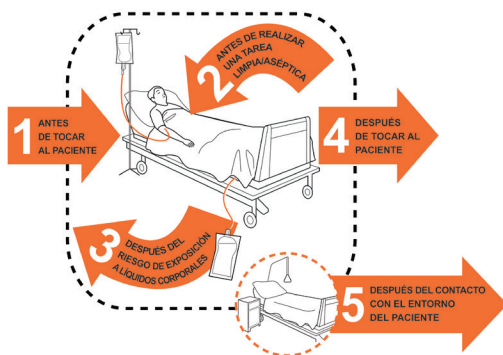 1
ANTES
DE TOCAR
AL PACIENTE
2
ANTES DE REALIZAR
UNA TAREA
LIMPIA/ASÉPTICA
3
DESPUÉS DEL
RIESGO DE EXPOSICIÓN
A LÍQUIDOS CORPORALES
4
DESPUÉS
DE TOCAR AL
PACIENTE
5
DESPUÉS DEL CONTACTO
CON EL ENTORNO
DEL PACIENTE